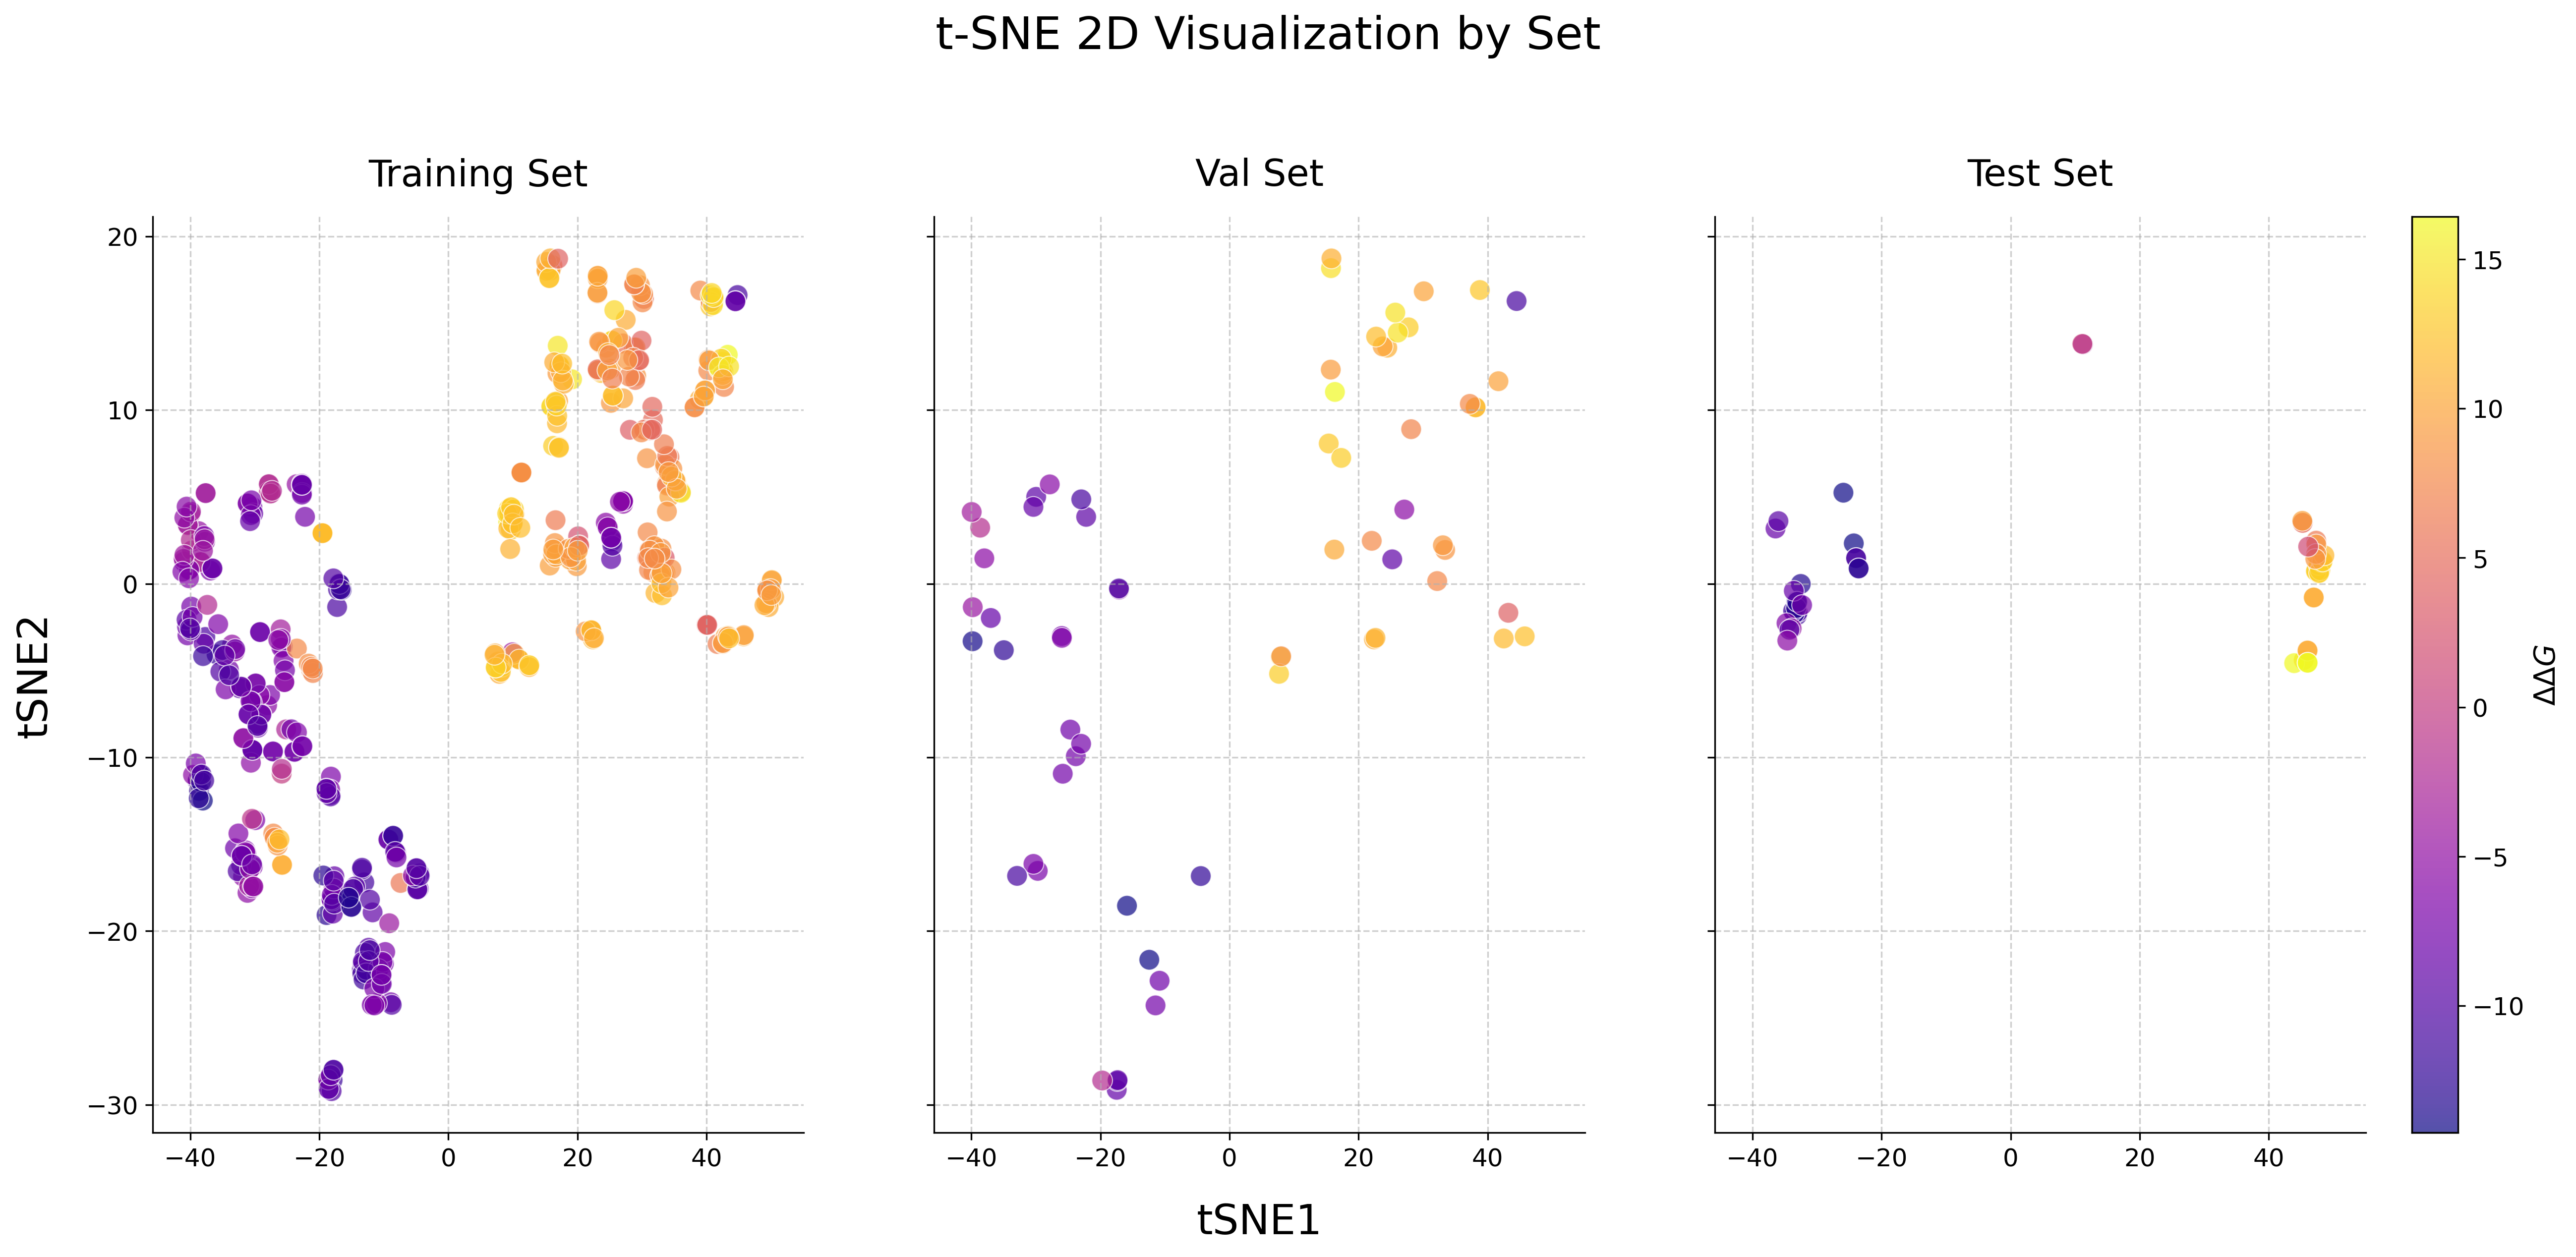 t-SNE 2D Visualization by Set
Training Set
Val Set
Test Set
tSNE2
20
10
0
−10
−20
−30
−40 −20 0 20 40
−40 −20 0 20 40
−40 −20 0 20 40
tSNE1
15
10
5
0
−5
−10
ΔΔG